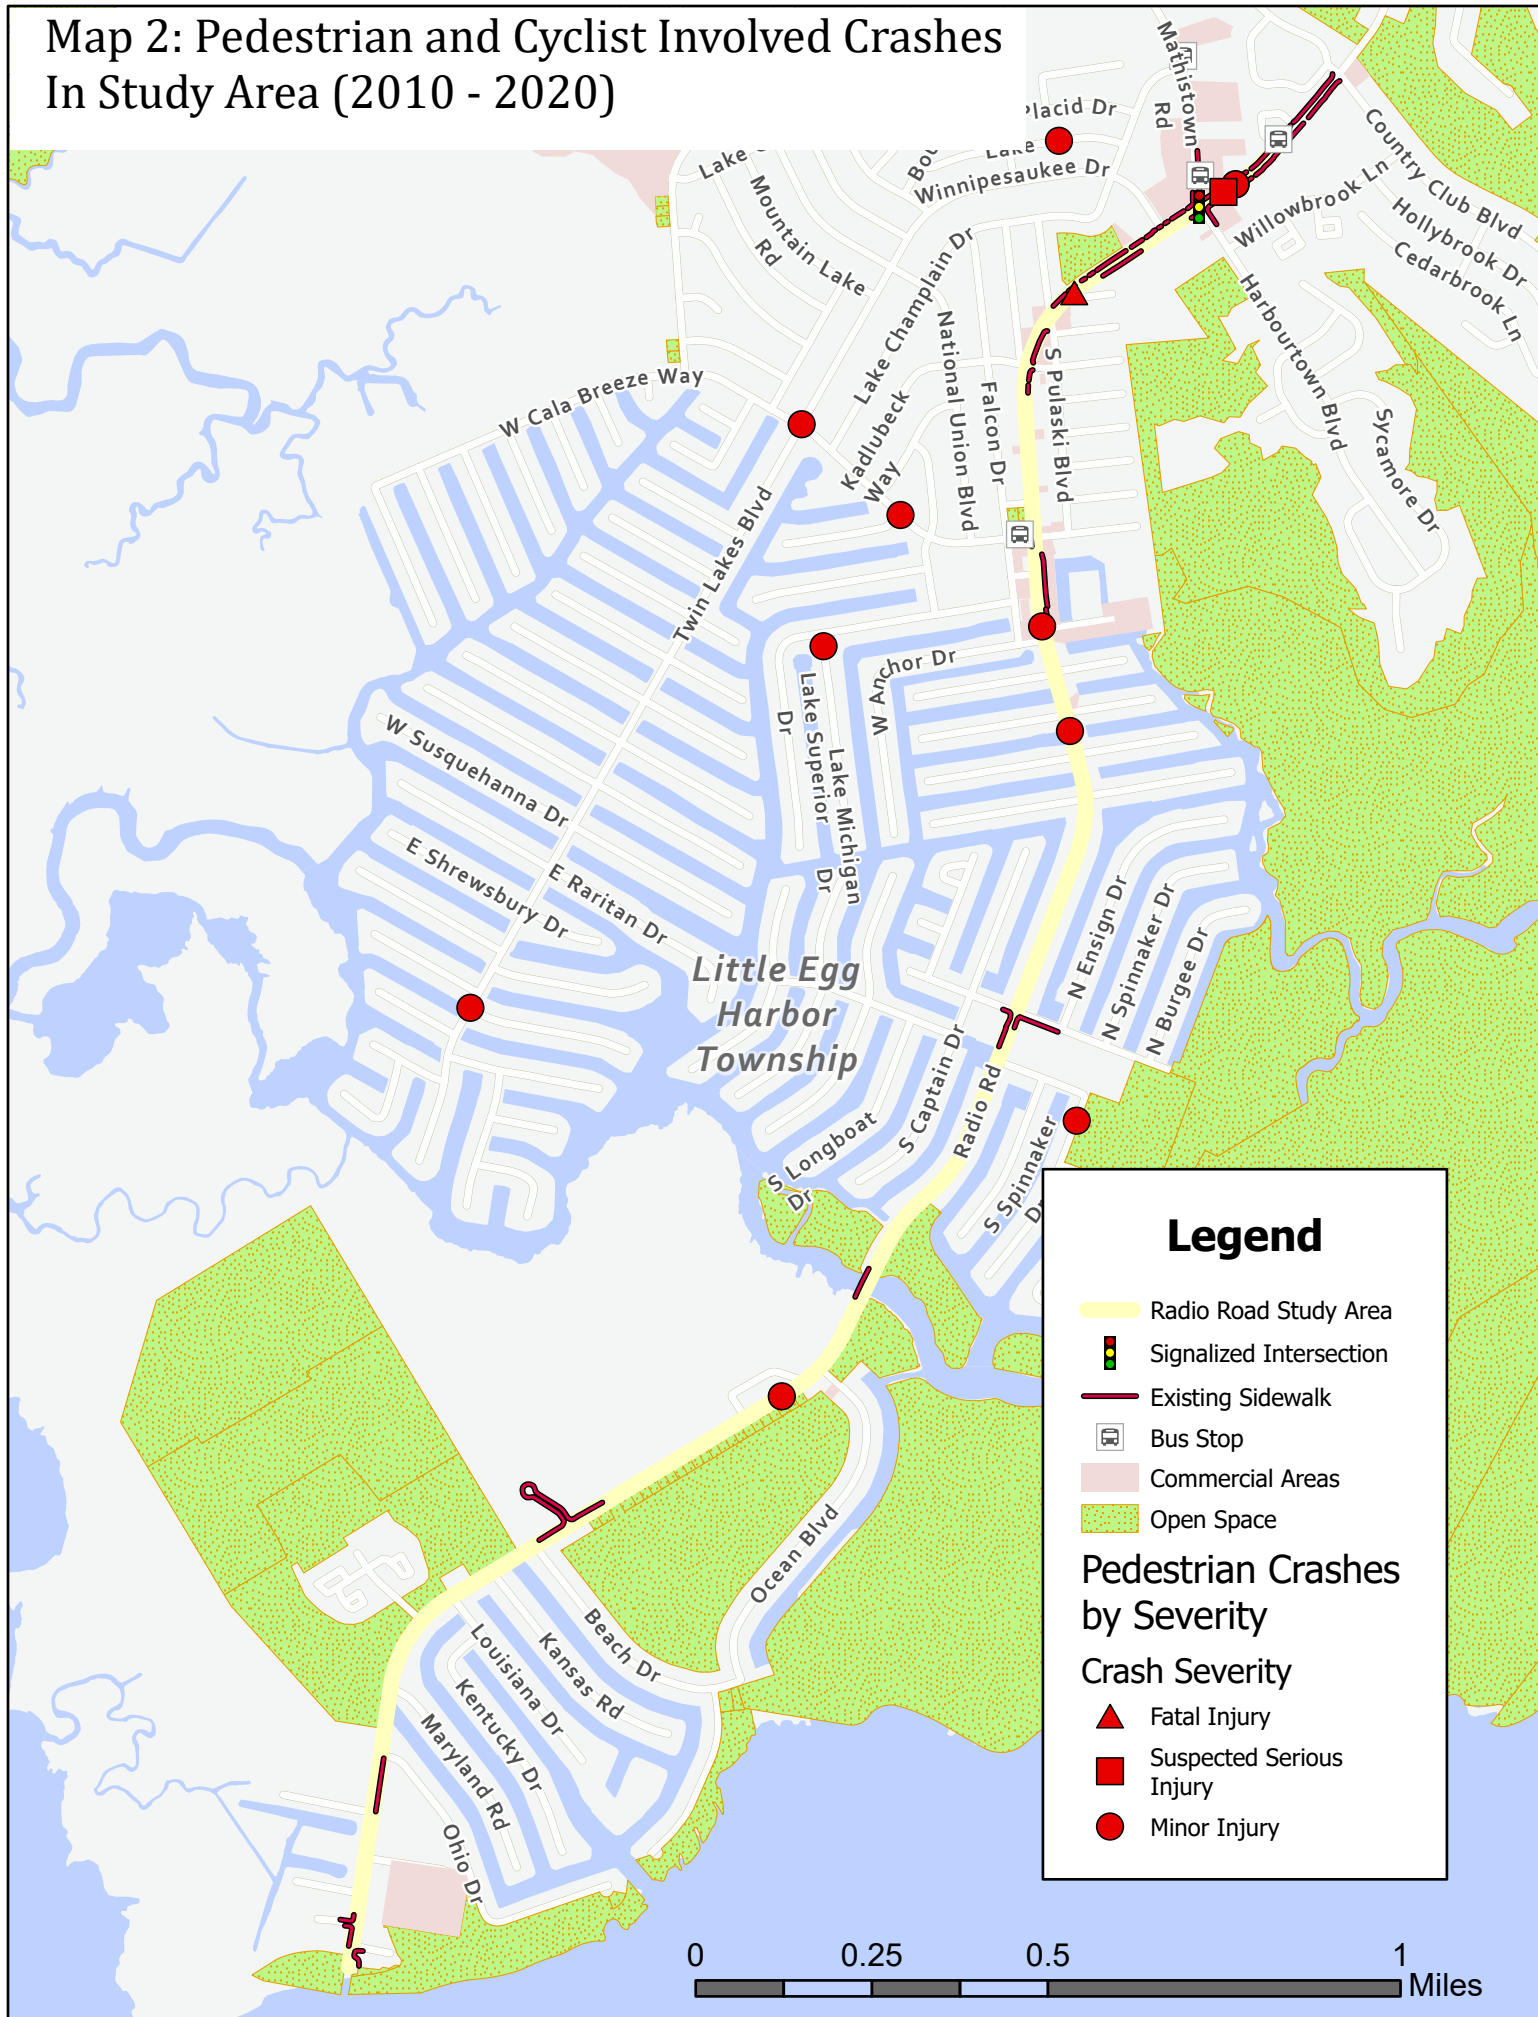 Map 2: Pedestrian and Cyclist Involved Crashes
In Study Area (2010 - 2020)
Mathistown
Rd
Placid Dr
Lake
Winnipesaukee Dr
Lake
Mountain Lake
Rd
Country Club Blvd
Hollybrook Dr
Cedarbrook Ln
Willowbrook Ln
Harbourtown Blvd
Sycamore Dr
Lake Champlain Dr
National Union Blvd
Falcon Dr
S Pulaski Blvd
Kadlubeck
Way
W Cala Breeze Way
Twin Lakes Blvd
W Anchor Dr
Lake Superior
Dr
Lake Michigan
Dr
W Susquehanna Dr
E Shrewsbury Dr
E Raritan Dr
Little Egg
Harbor
Township
N Ensign Dr
N Spinnaker Dr
N Burgee Dr
S Captain Dr
Radio Rd
S Longboat
Dr
S Spinnaker
Dr
Ocean Blvd
Beach Dr
Kansas Rd
Louisiana Dr
Kentucky Dr
Maryland Rd
Ohio Dr
Legend
Radio Road Study Area
Signalized Intersection
Existing Sidewalk
Bus Stop
Commercial Areas
Open Space
Pedestrian Crashes
by Severity
Crash Severity
Fatal Injury
Suspected Serious
Injury
Minor Injury
0 0.25 0.5 1
Miles